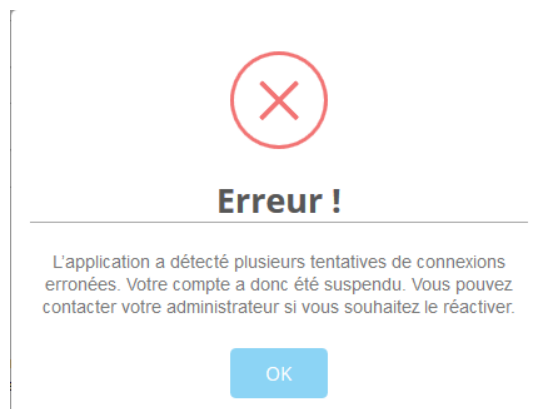 Erreur !
L'application a détecté plusieurs tentatives de connexions
erronées. Votre compte a donc été suspendu. Vous pouvez
contacter votre administrateur si vous souhaitez le réactiver.
OK